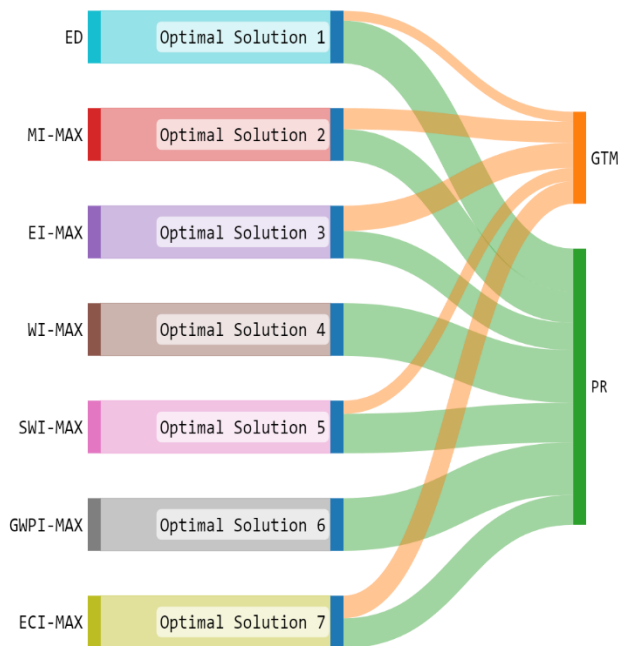 ED
Optimal Solution 1
MI-MAX
Optimal Solution 2
GTM
EI-MAX
Optimal Solution 3
WI-MAX
Optimal Solution 4
PR
SWI-MAX
Optimal Solution 5
GWPI-MAX
Optimal Solution 6
ECI-MAX
Optimal Solution 7